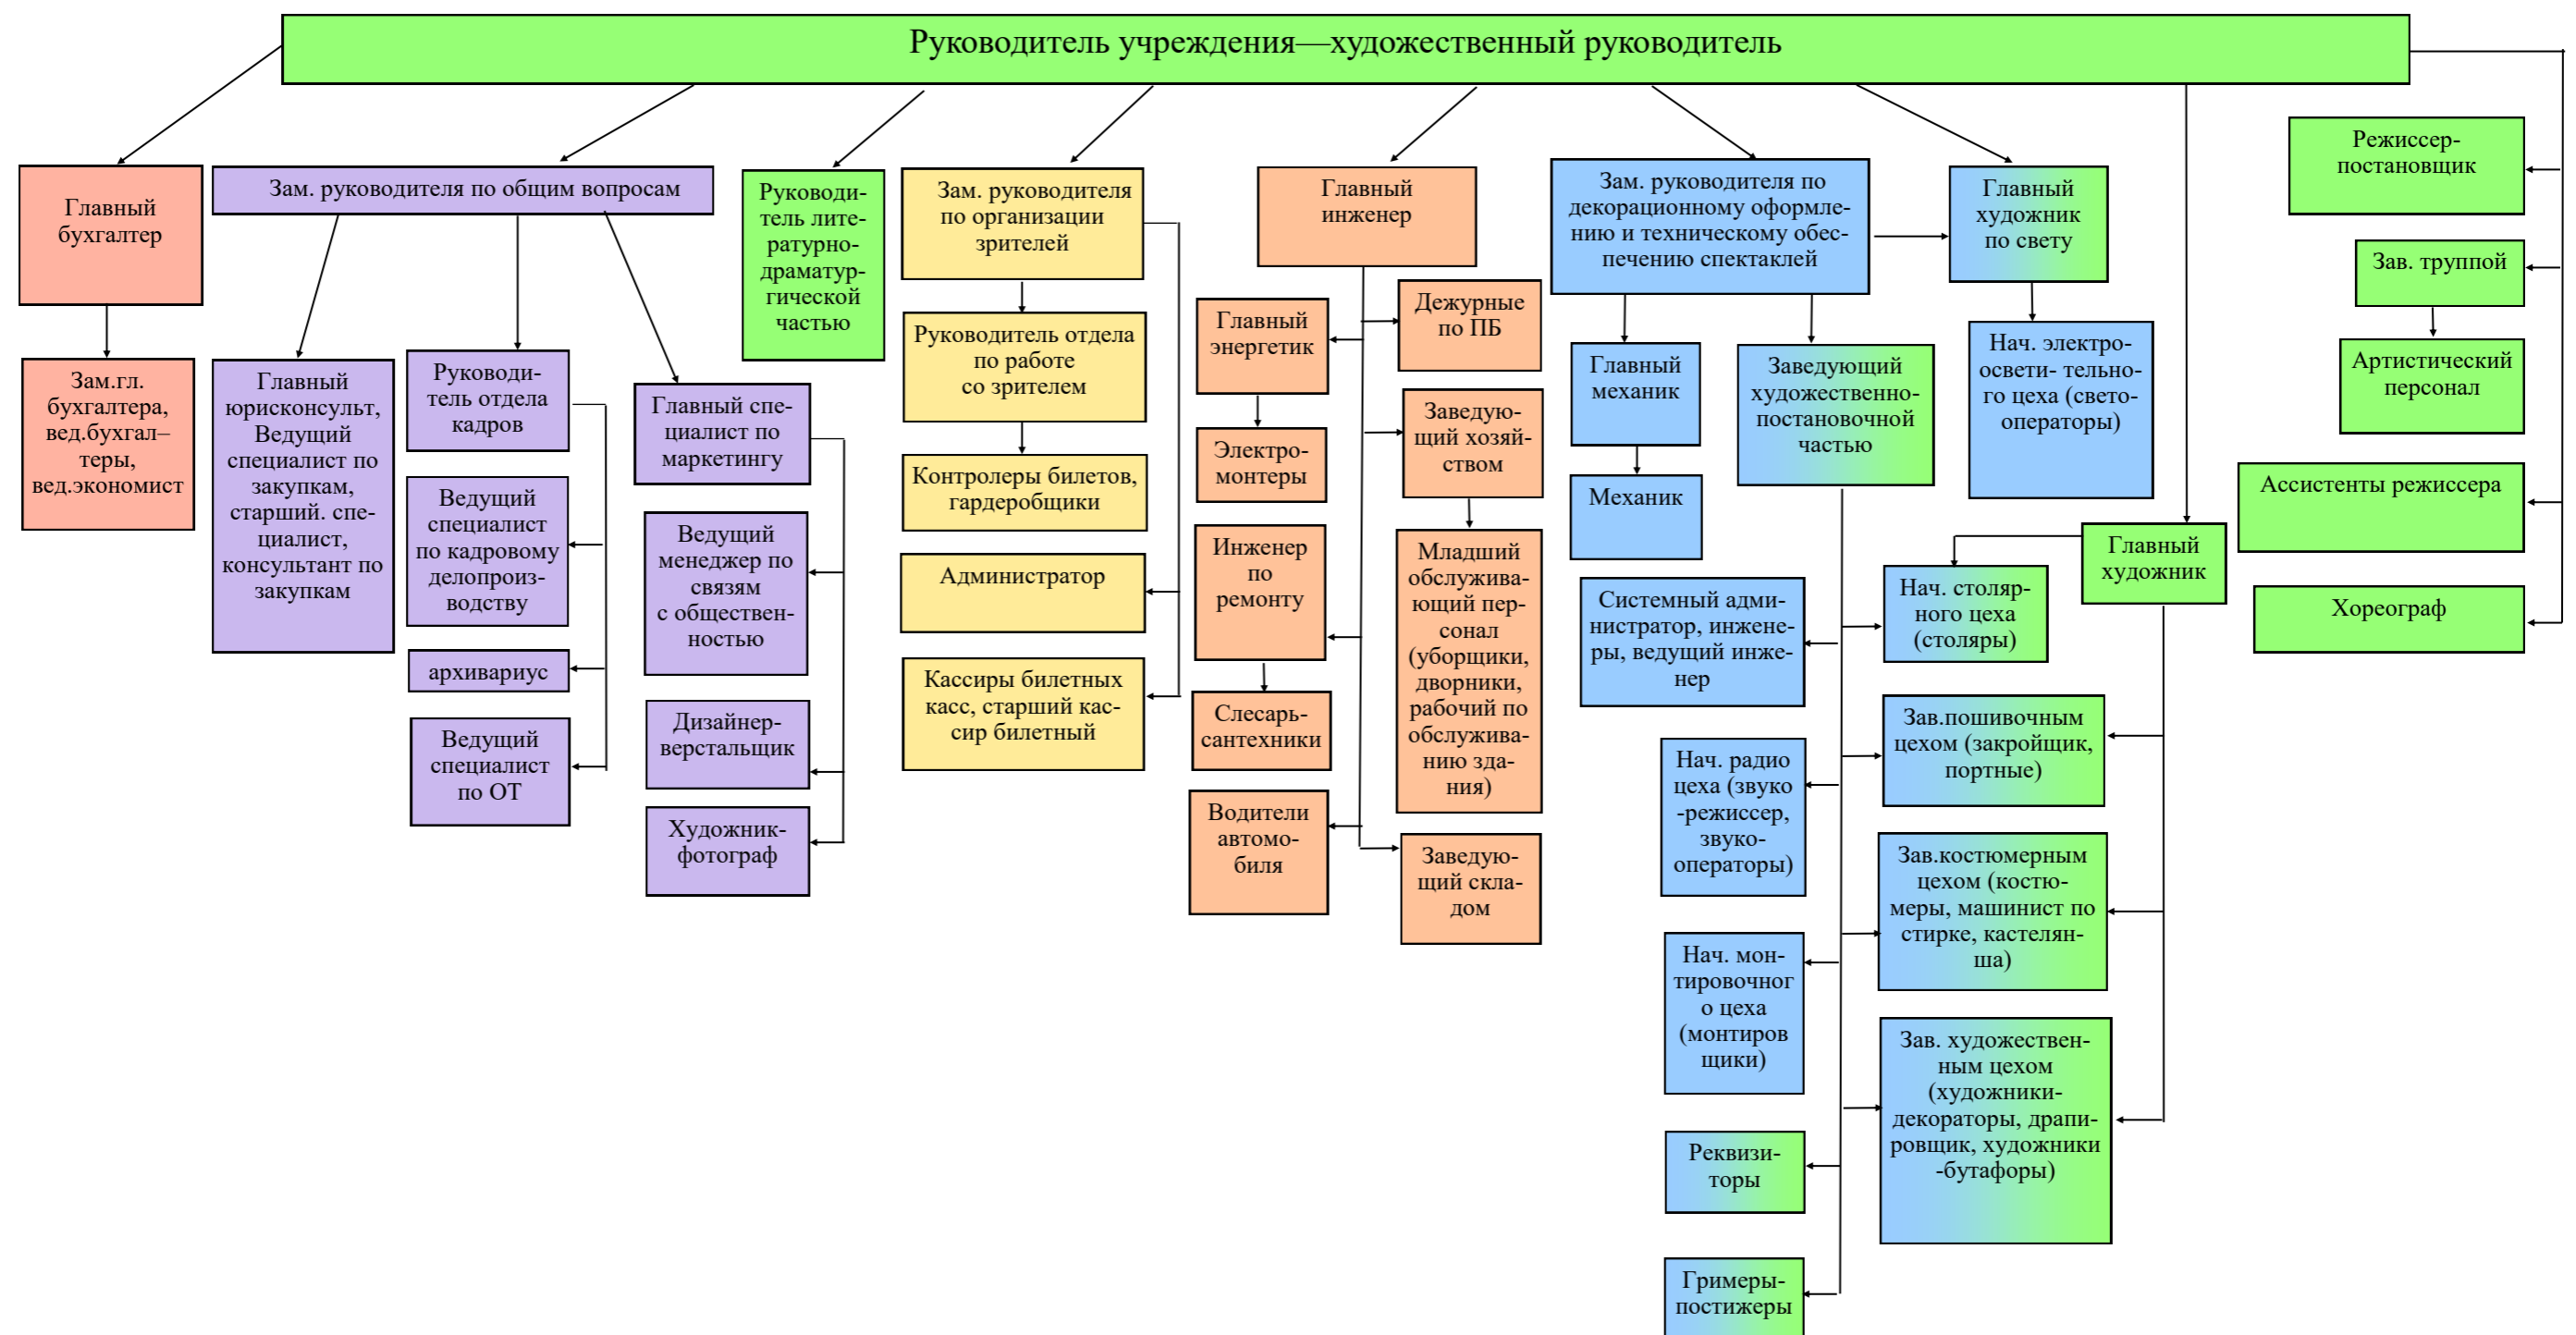 Руководитель учреждения—художественный руководитель
Главный
бухгалтер
Зам.гл.
бухгалтера,
вед.бухгал–
теры,
вед.экономист
Зам. руководителя по общим вопросам
Главный
юрисконсульт,
Ведущий
специалист по
закупкам,
старший. спе-
циалист,
консультант по
закупкам
Руководи-
тель отдела
кадров
Ведущий
специалист
по кадровому
делопроиз-
водству
архивариус
Ведущий
специалист
по ОТ
Главный спе-
циалист по
маркетингу
Ведущий
менеджер по
связям
с обществен-
ностью
Дизайнер-
верстальщик
Художник-
фотограф
Руководи-
тель лите-
ратурно-
драматур-
гической
частью
Зам. руководителя
по организации
зрителей
Руководитель отдела
по работе
со зрителем
Контролеры билетов,
гардеробщики
Администратор
Кассиры билетных
касс, старший кас-
сир билетный
Главный
инженер
Главный
энергетик
Электро-
монтеры
Инженер
по
ремонту
Слесарь-
сантехники
Водители
автомо-
биля
Дежурные
по ПБ
Заведую-
щий хозяй-
ством
Младший
обслужива-
ющий пер-
сонал
(уборщики,
дворники,
рабочий по
обслужива-
нию зда-
ния)
Заведую-
щий скла-
дом
Зам. руководителя по
декорационному оформле-
нию и техническому обес-
печению спектаклей
Главный
механик
Механик
Заведующий
художественно-
постановочной
частью
Системный адми-
нистратор, инжене-
ры, ведущий инже-
нер
Нач. радио
цеха (звуко
-режиссер,
звуко-
операторы)
Нач. мон-
тировочног
о цеха
(монтиров
щики)
Реквизи-
торы
Гримеры-
постижеры
Главный
художник
по свету
Нач. электро-
освети- тельно-
го цеха (свето-
операторы)
Главный
художник
Нач. столяр-
ного цеха
(столяры)
Зав.пошивочным
цехом (закройщик,
портные)
Зав.костюмерным
цехом (костю-
меры, машинист по
стирке, кастелян-
ша)
Зав. художествен-
ным цехом
(художники-
декораторы, драпи-
ровщик, художники
-бутафоры)
Режиссер-
постановщик
Зав. труппой
Артистический
персонал
Ассистенты режиссера
Хореограф